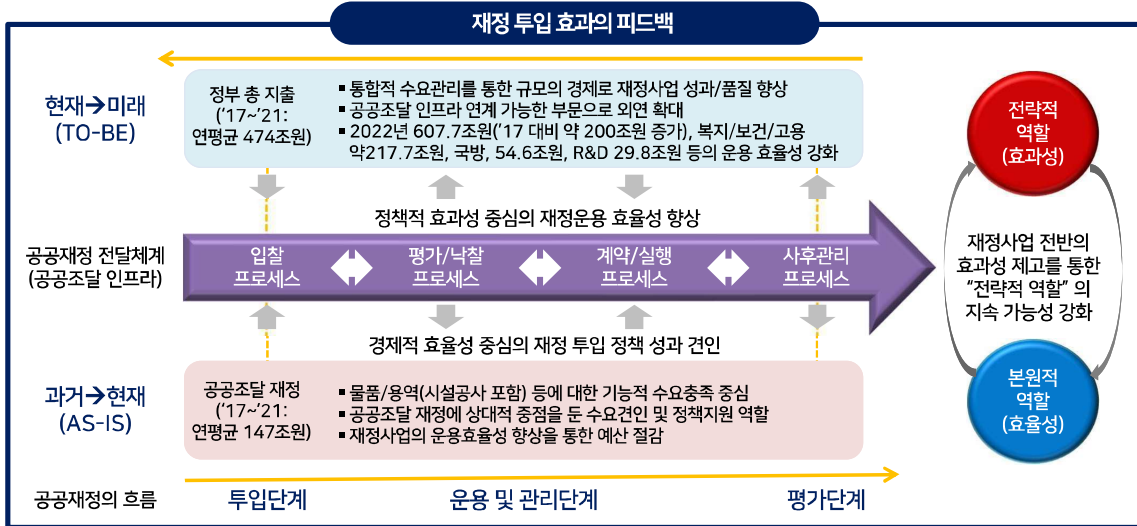 재정 투입 효과의 피드백
현재→미래
(TO-BE)
정부 총 지출
('17~'21:
연평균 474조원)
▪ 통합적 수요관리를 통한 규모의 경제로 재정사업 성과/품질 향상
▪ 공공조달 인프라 연계 가능한 부문으로 외연 확대
▪ 2022년 607.7조원('17 대비 약 200조원 증가), 복지/보건/고용
약217.7조원, 국방, 54.6조원, R&D 29.8조원 등의 운용 효율성 강화
전략적
역할
(효과성)
정책적 효과성 중심의 재정운용 효율성 향상
공공재정 전달체계
(공공조달 인프라)
입찰
프로세스
평가/낙찰
프로세스
계약/실행
프로세스
사후관리
프로세스
재정사업 전반의
효과성 제고를 통한
“전략적 역할” 의
지속 가능성 강화
경제적 효율성 중심의 재정 투입 정책 성과 견인
과거→현재
(AS-IS)
공공조달 재정
('17~'21:
연평균 147조원)
▪ 물품/용역(시설공사 포함) 등에 대한 기능적 수요충족 중심
▪ 공공조달 재정에 상대적 중점을 둔 수요견인 및 정책지원 역할
▪ 재정사업의 운용효율성 향상을 통한 예산 절감
본원적
역할
(효율성)
공공재정의 흐름
투입단계
운용 및 관리단계
평가단계